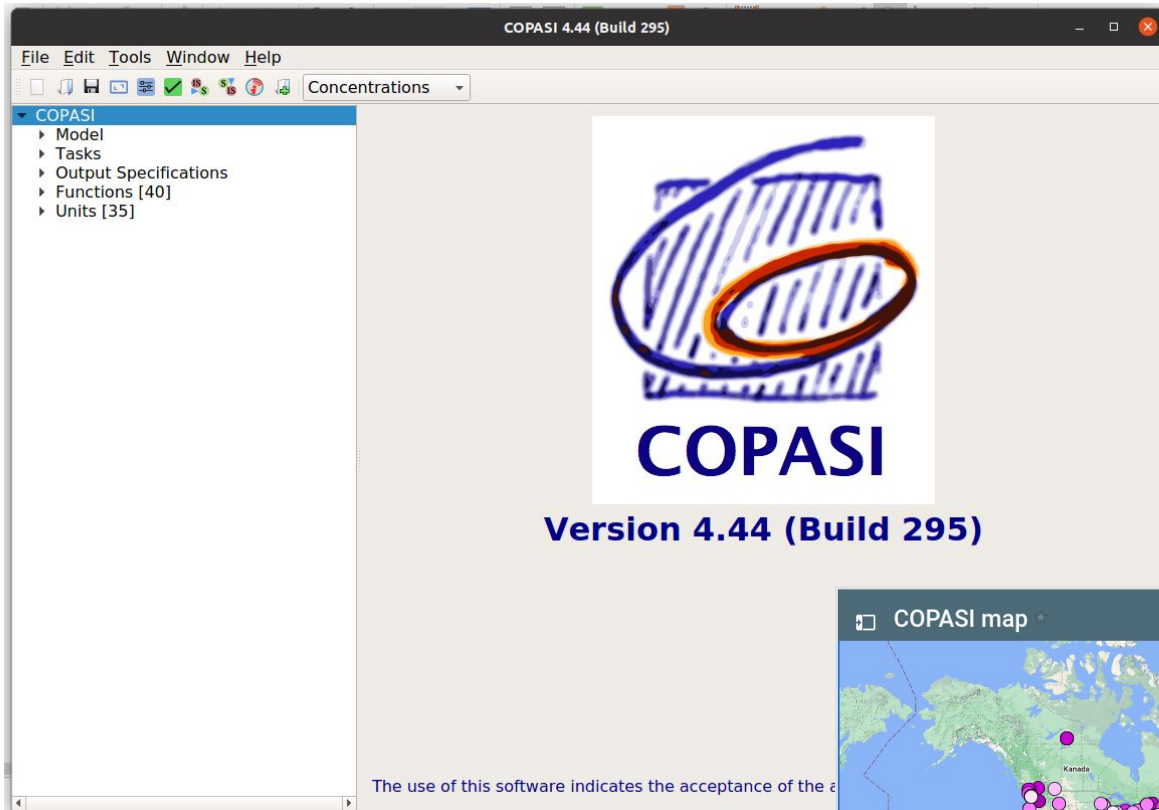 COPASI 4.44 (Build 295)
File Edit Tools Window Help
Concentrations
COPASI
Model
Tasks
Output Specifications
Functions [40]
Units [35]
COPASI
Version 4.44 (Build 295)
COPASI map
Kanada
The use of this software indicates the acceptance of the a